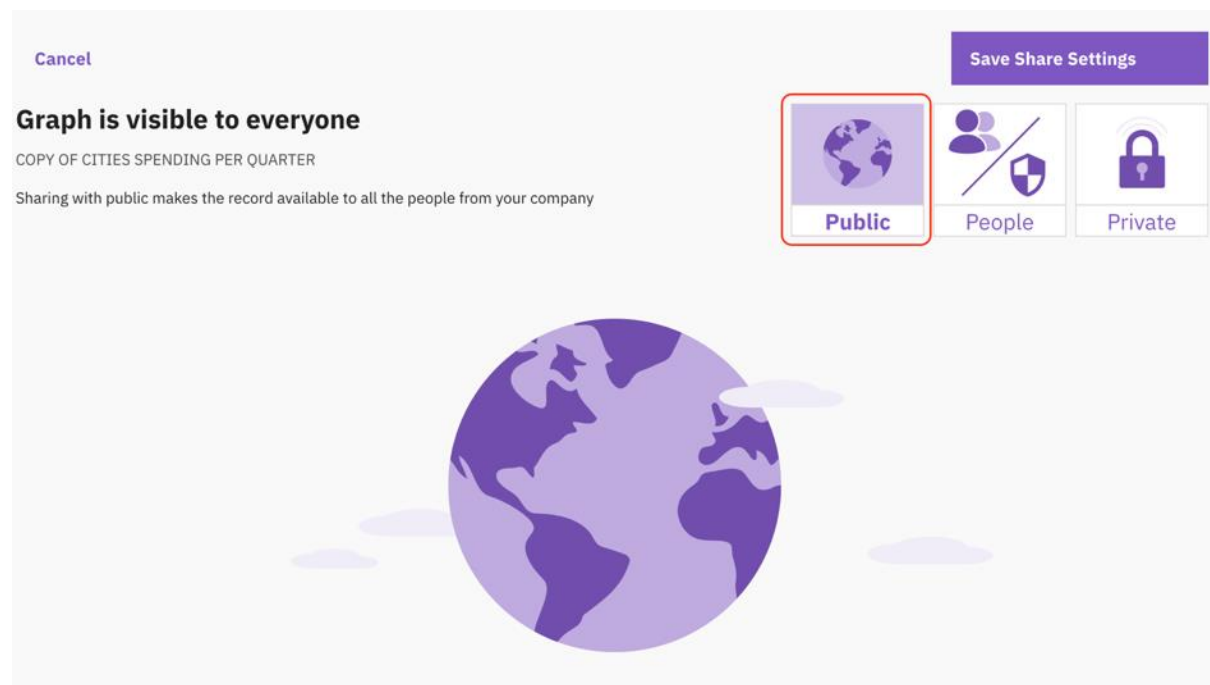 Cancel
Save Share Settings
Graph is visible to everyone
COPY OF CITIES SPENDING PER QUARTER
Sharing with public makes the record available to all the people from your company
Public
People
Private